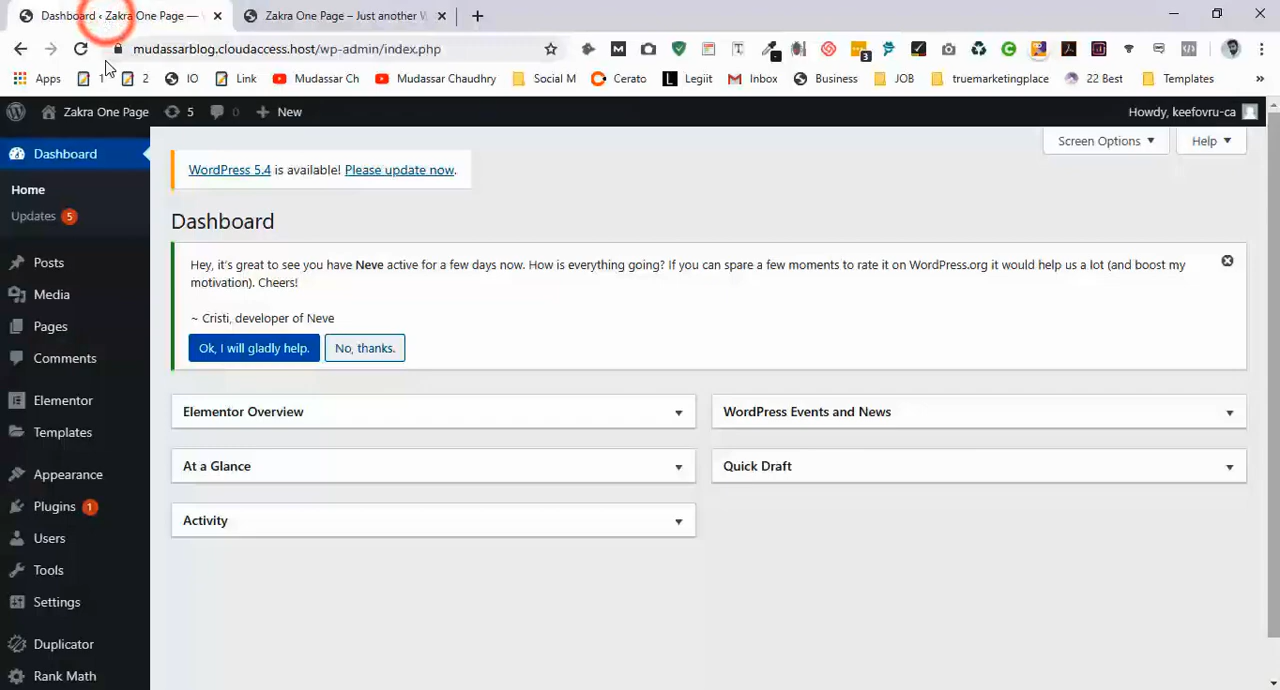 Dashboard ‹ Zakra One Page —
Zakra One Page – Just another W
mudassarblog.cloudaccess.host/wp-admin/index.php
3
Apps
1
2
IO
Link
Mudassar Ch
Mudassar Chaudhry
Social M
Cerato
Legiit
Inbox
Business
JOB
truemarketingplace
22 Best
Templates
»
Zakra One Page
5
0
New
Howdy, keefovru-ca
Dashboard
Home
Updates 5
Posts
Media
Pages
Comments
Elementor
Templates
Appearance
Plugins 1
Users
Tools
Settings
Duplicator
Rank Math
Screen Options
Help
WordPress 5.4 is available! Please update now.
Dashboard
Hey, it's great to see you have Neve active for a few days now. How is everything going? If you can spare a few moments to rate it on WordPress.org it would help us a lot (and boost my
motivation). Cheers!
~ Cristi, developer of Neve
Ok, I will gladly help.
No, thanks.
Elementor Overview
WordPress Events and News
At a Glance
Quick Draft
Activity